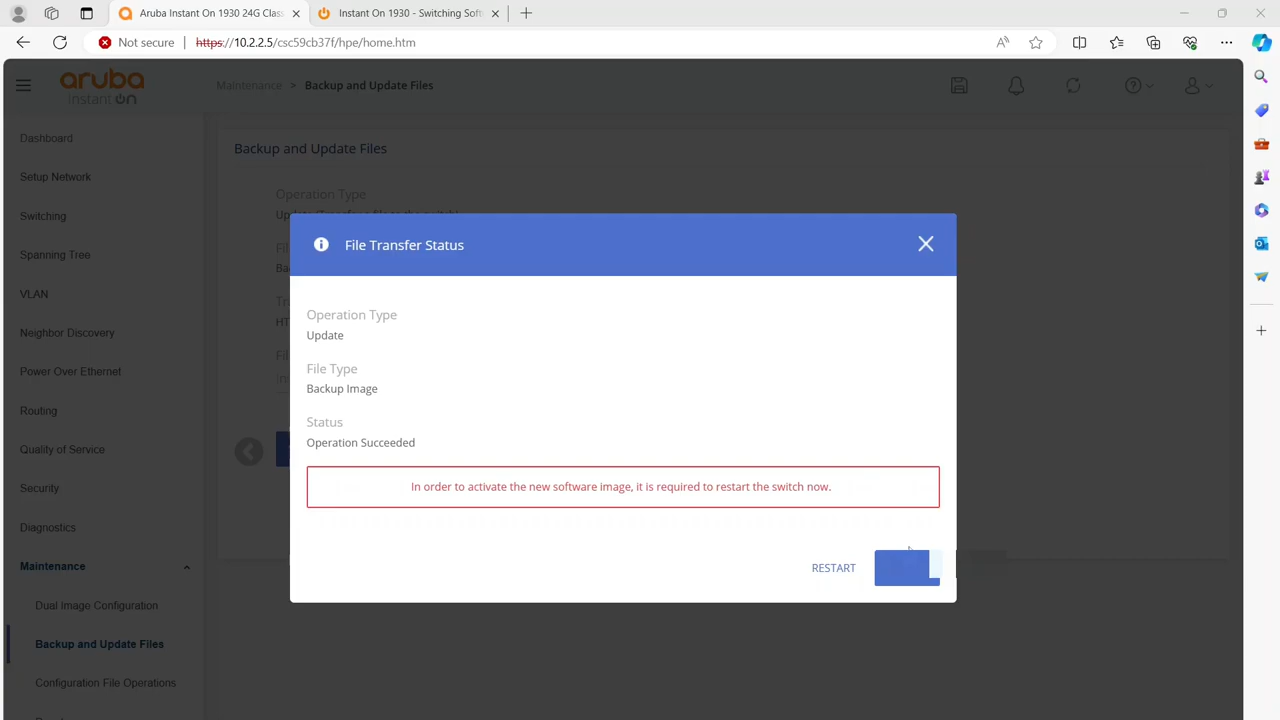 Aruba Instant On 1930 24G Class
Instant On 1930 - Switching Soft
Not secure
https://10.2.2.5/csc59cb37f/hpe/home.htm
aruba
instant on
Maintenance > Backup and Update Files
Dashboard
Setup Network
Switching
Spanning Tree
VLAN
Neighbor Discovery
Power Over Ethernet
Routing
Quality of Service
Security
Diagnostics
Maintenance
Dual Image Configuration
Backup and Update Files
Configuration File Operations
Backup and Update Files
Operation Type
File Transfer Status
Operation Type
Update
File Type
Backup Image
Status
Operation Succeeded
In order to activate the new software image, it is required to restart the switch now.
RESTART